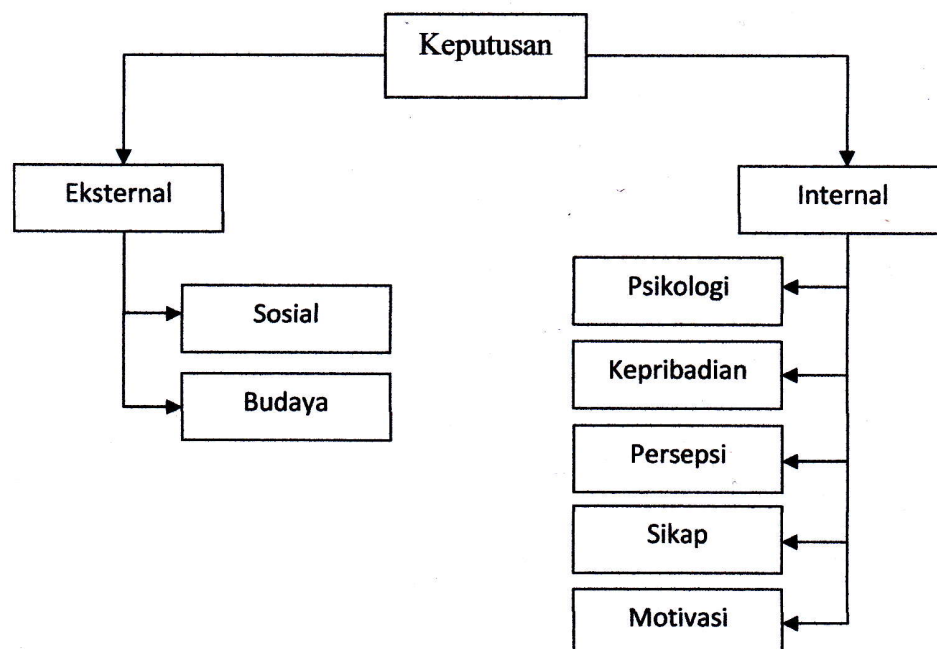 Keputusan
Eksternal
Internal
Sosial
Budaya
Psikologi
Kepribadian
Persepsi
Sikap
Motivasi